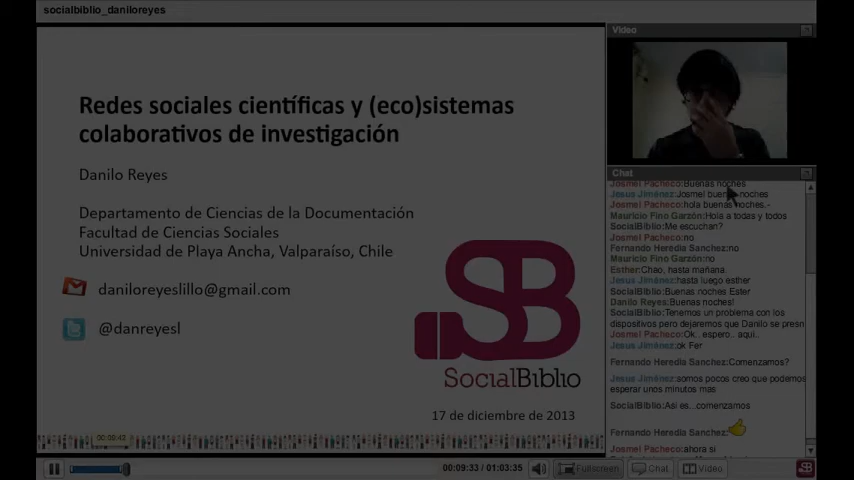 socialbiblio_daniloreyes
Redes sociales científicas y (eco)sistemas
colaborativos de investigación
Danilo Reyes
Departamento de Ciencias de la Documentación
Facultad de Ciencias Sociales
Universidad de Playa Ancha, Valparaíso, Chile
daniloreyeslillo@gmail.com
@danreyesl
SB
SocialBiblio
17 de diciembre de 2013
00:09:43
00:09:33 / 01:03:35
Video
Chat
Josmel Pacheco:Buenas noches
Jesus Jiménez:Josmel buenas noches
Josmel Pacheco:hola buenas noches.-
Mauricio Fino Garzón:Hola a todas y todos
SocialBiblio:Me escuchan?
Josmel Pacheco:no
Fernando Heredia Sanchez:no
Mauricio Fino Garzón:no
Esther:Chao, hasta mañana
Jesus Jiménez:hasta luego esther
SocialBiblio:Buenas noches Ester
Danilo Reyes:Buenas noches!
SocialBiblio:Tenemos un problema con los
dispositivos pero dejaremos que Danilo se presn
Josmel Pacheco:Ok.. espero.. aqui..
Jesus Jiménez:ok Fer
Fernando Heredia Sanchez:Comenzamos?
Jesus Jiménez:somos pocos creo que podemos
esperar unos minutos mas
SocialBiblio:Asi es...comenzamos
Fernando Heredia Sanchez:
Josmel Pacheco:ahora si
Fullscreen
Chat
Video
SB